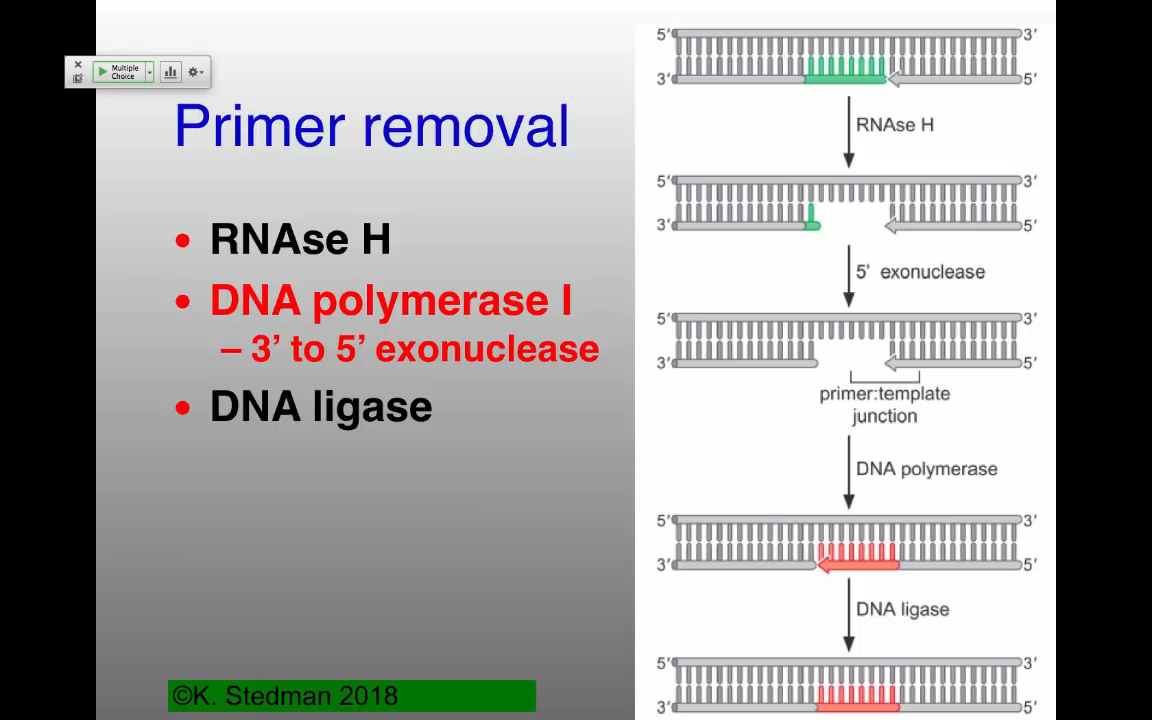 Multiple
Choice
Primer removal
• RNAse H
• DNA polymerase I
– 3’ to 5’ exonuclease
• DNA ligase
©K. Stedman 2018
5′ 3′
3′ 5′
RNAse H
5′ 3′
3′ 5′
5′ exonuclease
5′ 3′
3′ 5′
primer:template
junction
DNA polymerase
5′ 3′
3′ 5′
DNA ligase
5′ 3′
3′ 5′